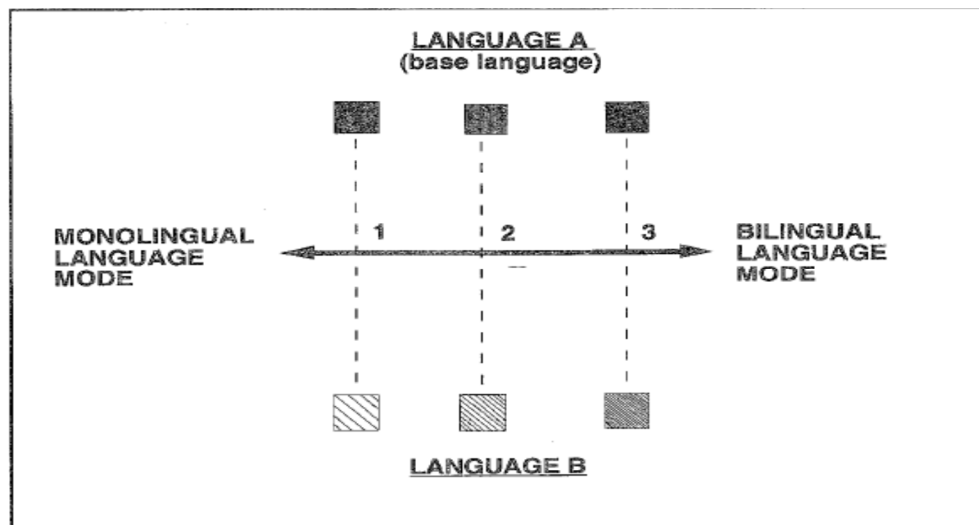 LANGUAGE A
(base language)
1
2
3
MONOLINGUAL
LANGUAGE
MODE
BILINGUAL
LANGUAGE
MODE
LANGUAGE B